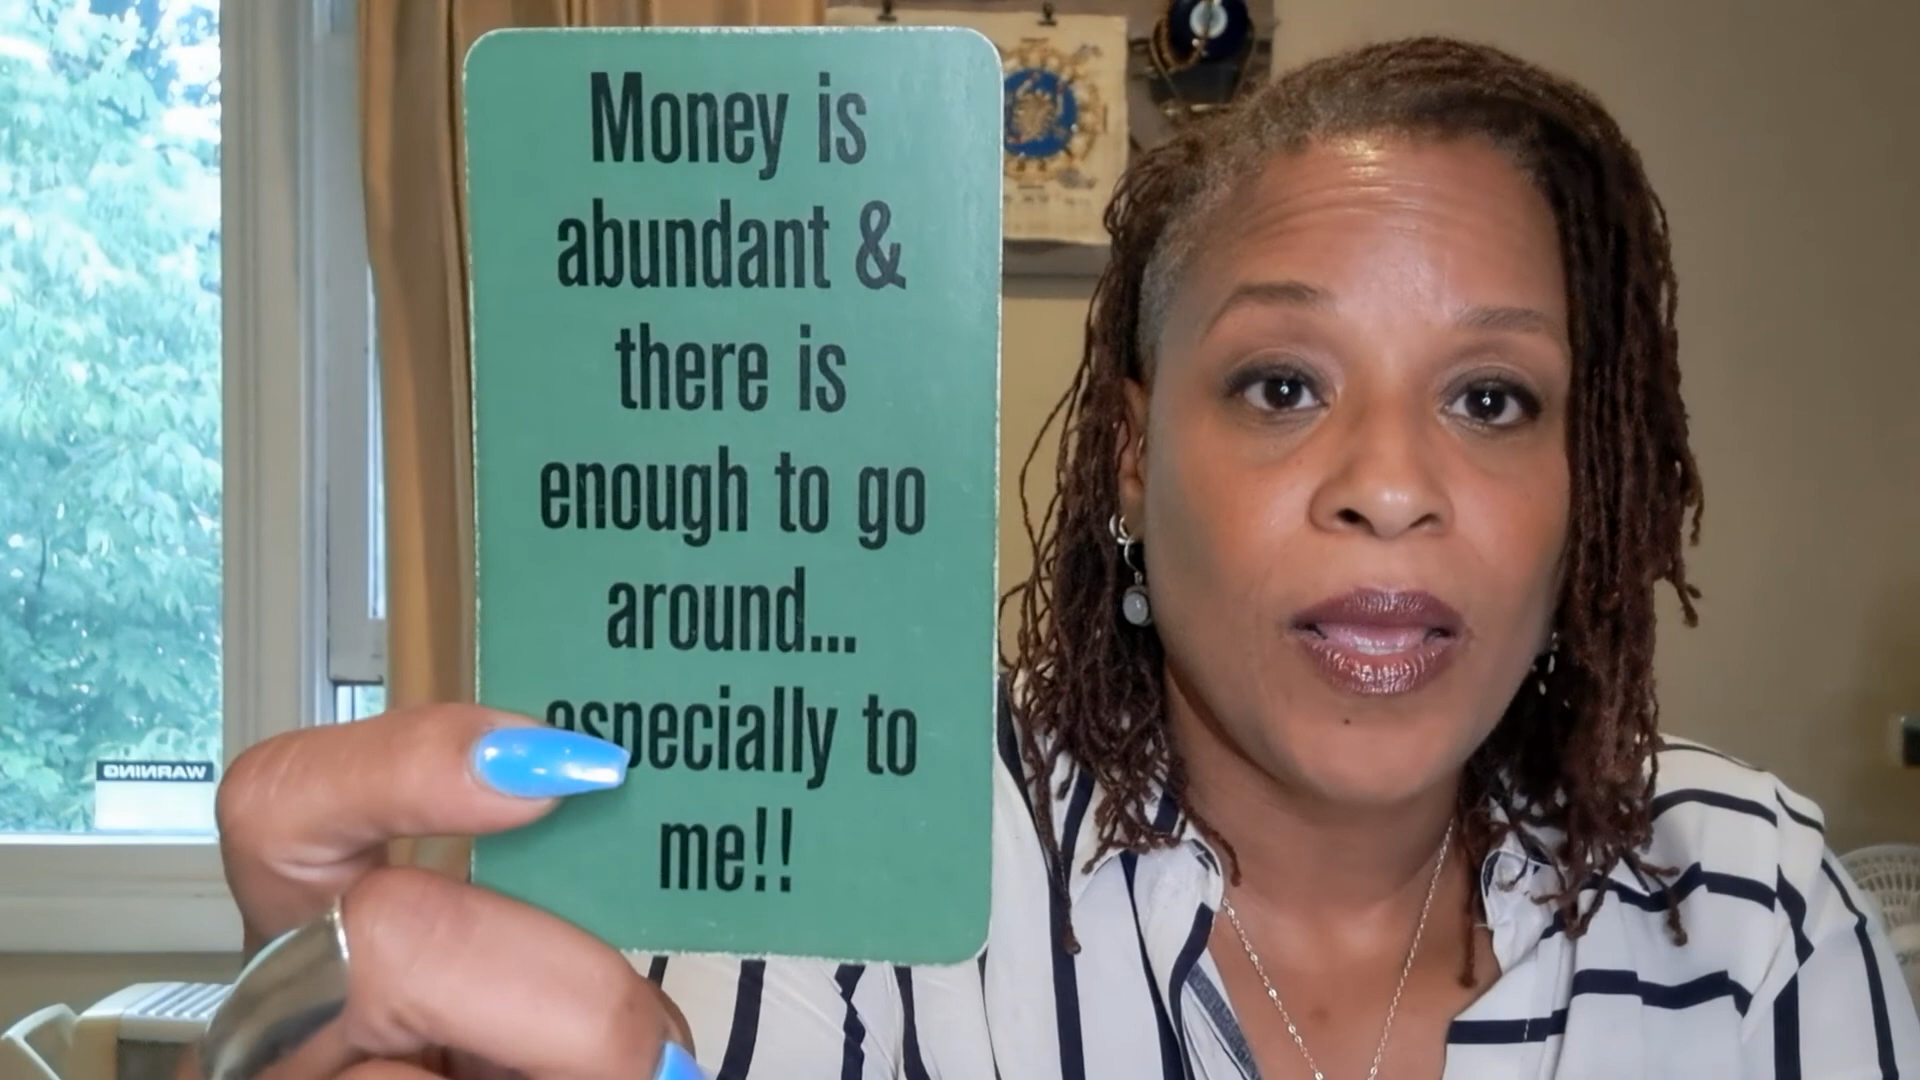 Money is
abundant &
there is
enough to go
around...
especially to
me!!
WARNING